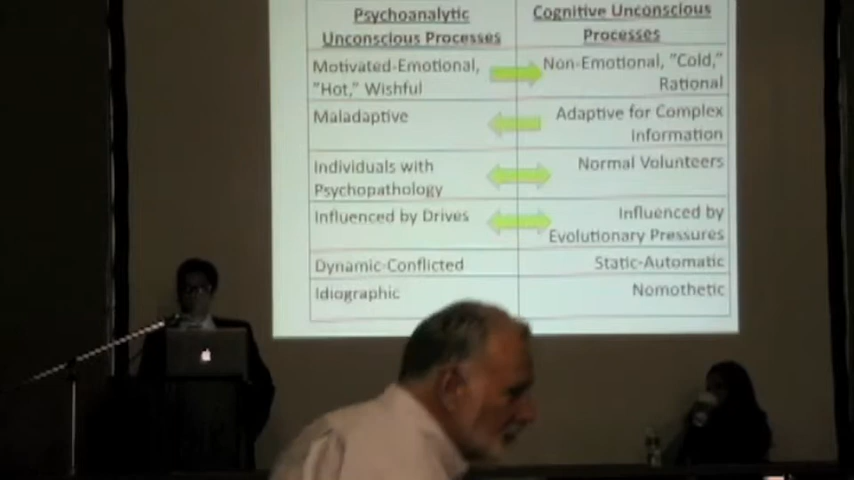 Psychoanalytic
Unconscious Processes
Cognitive Unconscious
Processes
Motivated-Emotional,
"Hot," Wishful
Non-Emotional, "Cold,"
Rational
Maladaptive
Adaptive for Complex
Information
Individuals with
Psychopathology
Normal Volunteers
Influenced by Drives
Influenced by
Evolutionary Pressures
Dynamic-Conflicted
Static-Automatic
Idiographic
Nomothetic